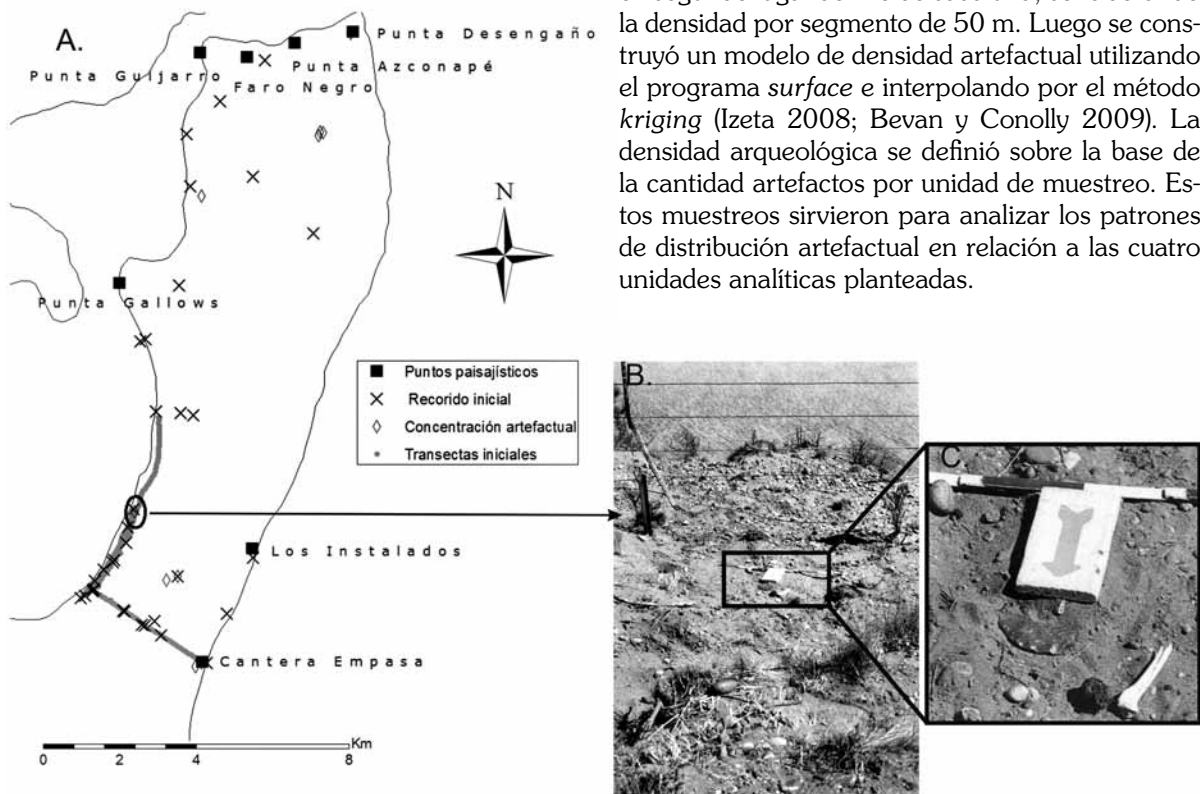 la densidad por segmento de 50 m. Luego se cons-
truyó un modelo de densidad artefactual utilizando
el programa surface e interpolando por el método
kriging (Izeta 2008; Bevan y Conolly 2009). La
densidad arqueológica se definió sobre la base de
la cantidad artefactos por unidad de muestreo. Es-
tos muestreos sirvieron para analizar los patrones
de distribución artefactual en relación a las cuatro
unidades analíticas planteadas.
A.
Punta Desengaño
Punta Azconapé
Punta Guijarro
Faro Negro
N
Punta Gallows
Puntos paisajísticos
Recorrido inicial
Concentración artefactual
Transectas iniciales
Los Instalados
Cantera Empasa
Km
0 2 4 8
B.
C.